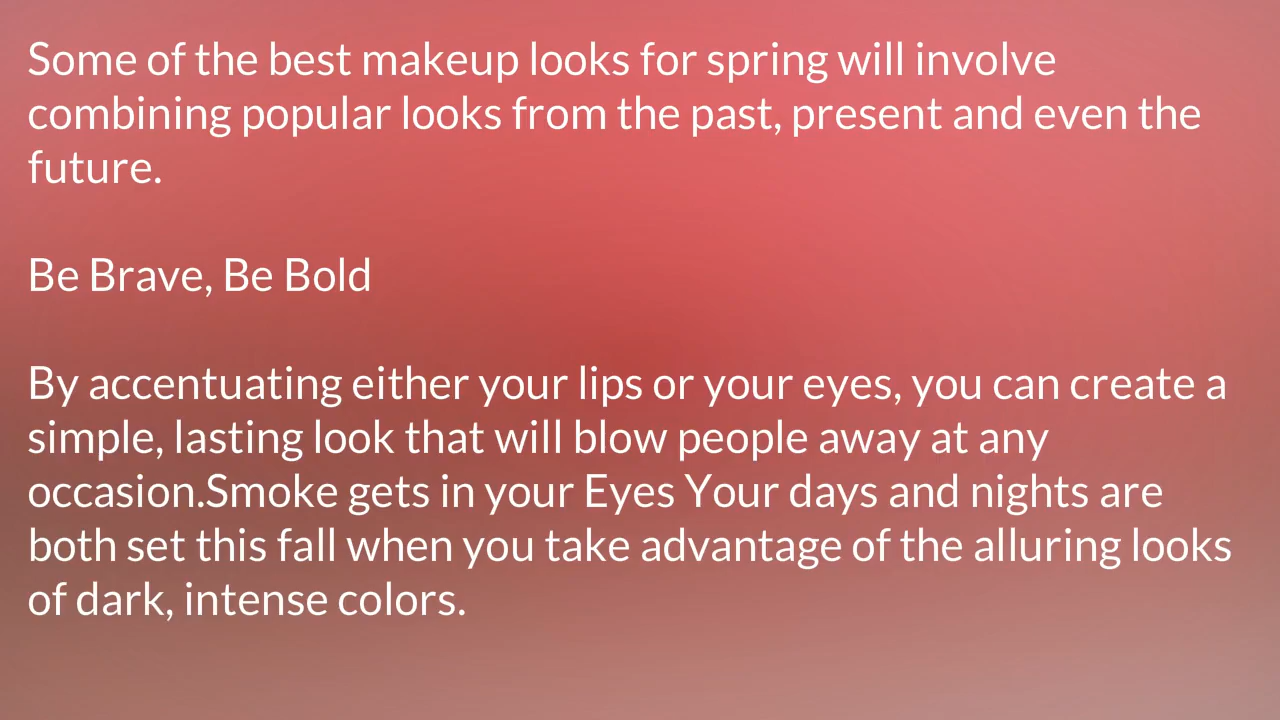 Some of the best makeup looks for spring will involve
combining popular looks from the past, present and even the
future.
Be Brave, Be Bold
By accentuating either your lips or your eyes, you can create a
simple, lasting look that will blow people away at any
occasion.Smoke gets in your Eyes Your days and nights are
both set this fall when you take advantage of the alluring looks
of dark, intense colors.